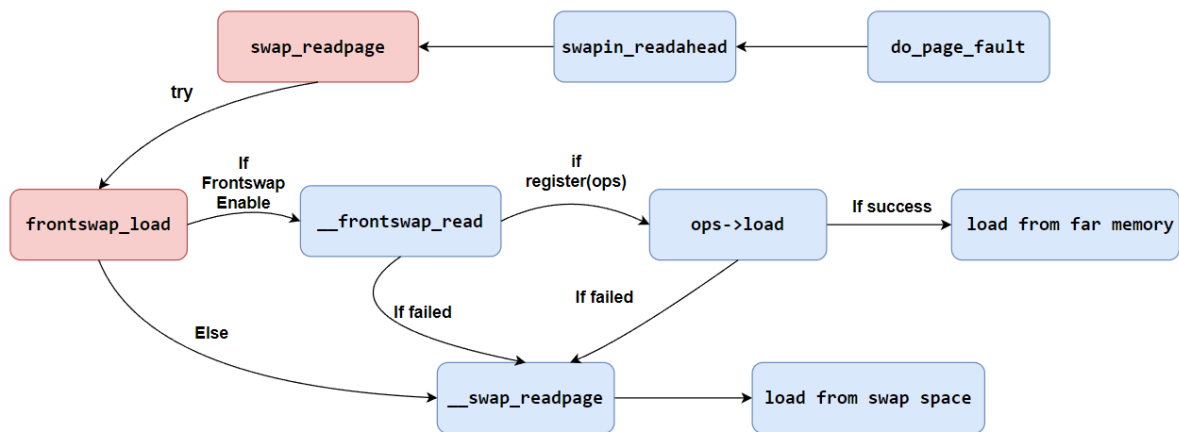 swap_readpage
swapin_readahead
do_page_fault
try
If
Frontswap
Enable
if
register(ops)
frontswap_load
__frontswap_read
ops->load
If success
load from far memory
If failed
If failed
Else
__swap_readpage
load from swap space